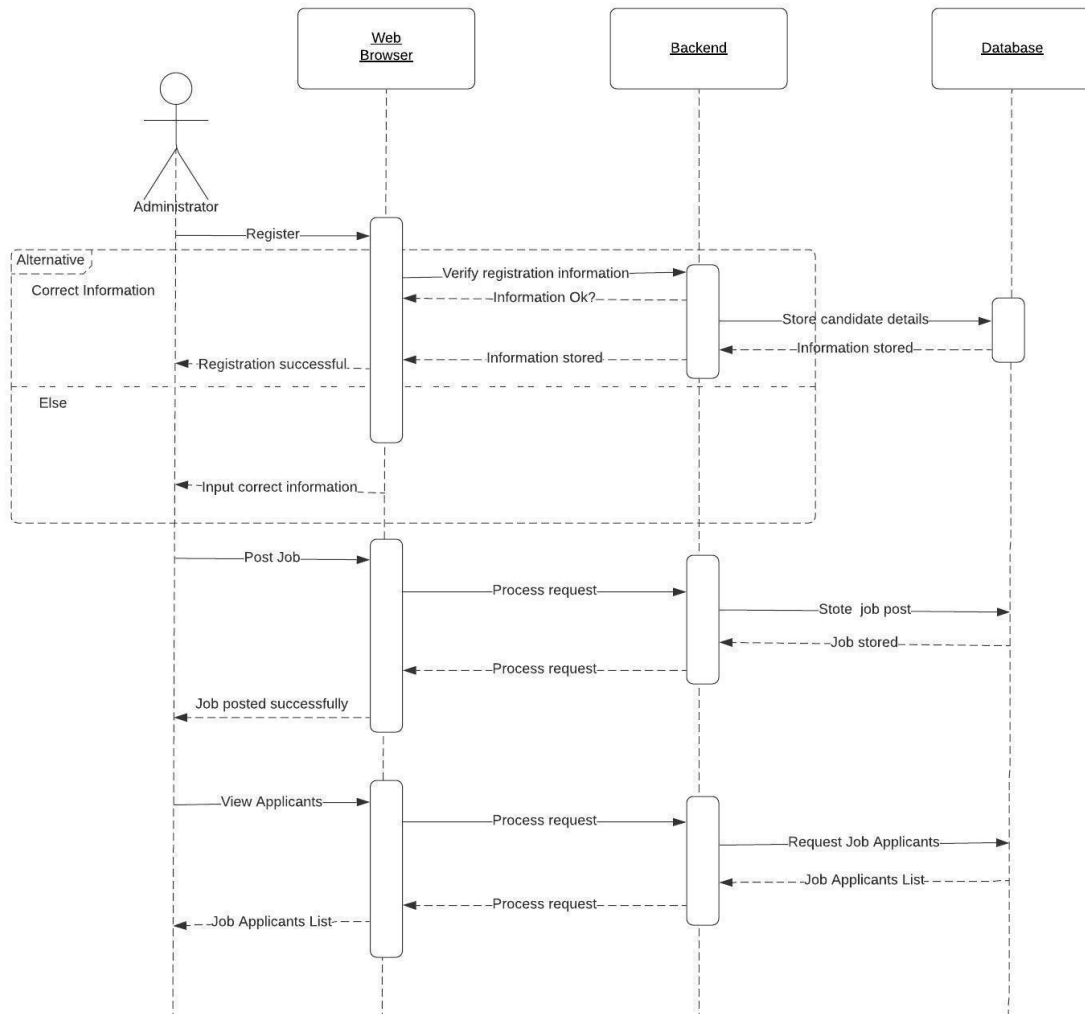 Web
Browser
Backend
Database
Administrator
Register
Alternative
Correct Information
Verify registration information
Information Ok?
Store candidate details
Information stored
Information stored
Registration successful
Else
Input correct information
Post Job
Process request
Stote job post
Job stored
Process request
Job posted successfully
View Applicants
Process request
Request Job Applicants
Job Applicants List
Process request
Job Applicants List